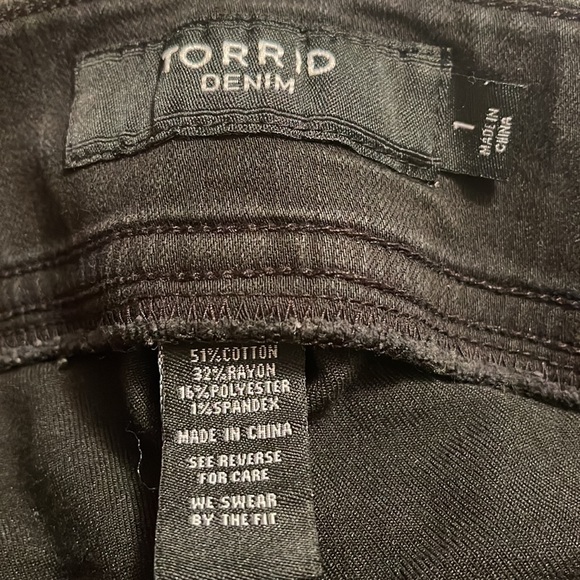 TORRID
DENIM
1
MADE IN
CHINA
51%COTTON
32%RAYON
16%POLYESTER
1%SPANDEX
MADE IN CHINA
SEE REVERSE
FOR CARE
WE SWEAR
BY THE FIT